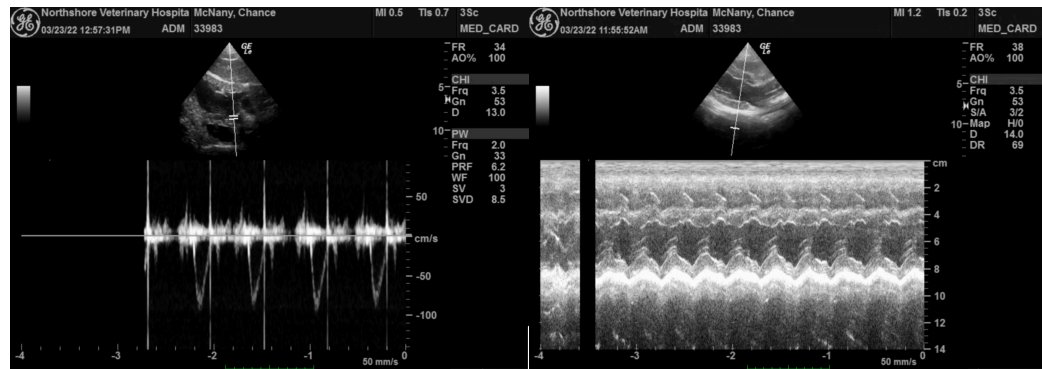 Northshore Veterinary Hospita McNany, Chance MI 0.5 TIs 0.7 3Sc
03/23/22 12:57:31PM ADM 33983 MED_CARD
GE
FR 34
AO% 100
CHI
Frq 3.5
Gn 53
D 13.0
PW
Frq 2.0
Gn 33
PRF 6.2
WF 100
SV 3
SVD 8.5
5
10
50
cm/s
-50
-100
-4 -3 -2 -1 0
50 mm/s
Northshore Veterinary Hospita McNany, Chance MI 1.2 TIs 0.2 3Sc
03/23/22 11:55:52AM ADM 33983 MED_CARD
GE
FR 38
AO% 100
CHI
Frq 3.5
Gn 53
S/A 3/2
Map H/0
D 14.0
DR 69
5
10
cm
2
4
6
8
10
12
14
-4 -3 -2 -1 0
50 mm/s